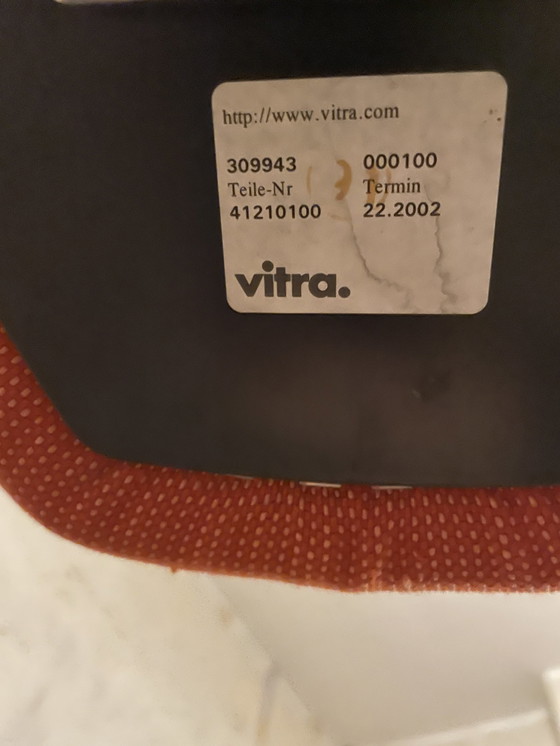 http://www.vitra.com
309943 000100
Teile-Nr Termin
41210100 22.2002
vitra.